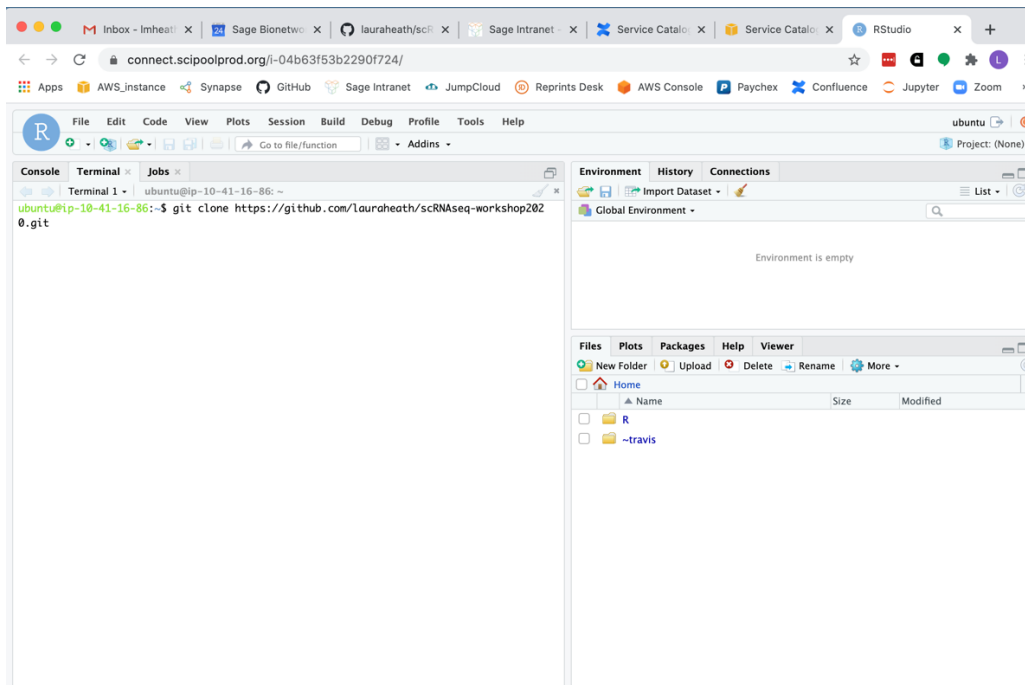 Inbox - lmheat
24 Sage Bionetwo
lauraheath/scR
Sage Intranet -
Service Catalo
Service Catalo
RStudio
connect.scipoolprod.org/i-04b63f53b2290f724/
L
Apps AWS_instance Synapse GitHub Sage Intranet JumpCloud Reprints Desk AWS Console Paychex Confluence Jupyter Zoom
R
File Edit Code View Plots Session Build Debug Profile Tools Help
ubuntu
Go to file/function
Addins
Project: (None)
Console Terminal Jobs
Terminal 1 ubuntu@ip-10-41-16-86: ~
ubuntu@ip-10-41-16-86:~$ git clone https://github.com/lauraheath/scRNAseq-workshop202
0.git
Environment History Connections
Import Dataset
List
Global Environment
Environment is empty
Files Plots Packages Help Viewer
New Folder Upload Delete Rename More
Home
Name Size Modified
R
~travis